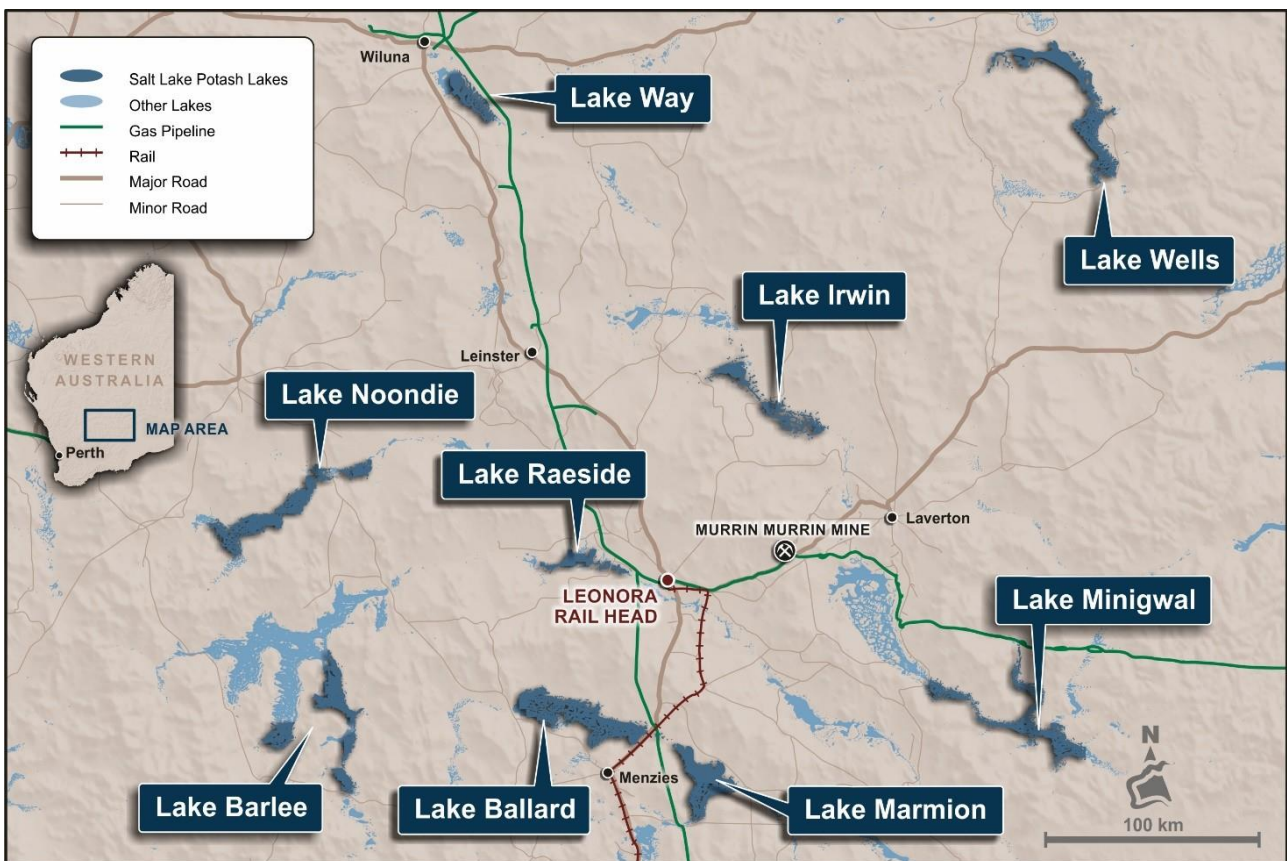 Salt Lake Potash Lakes
Other Lakes
Gas Pipeline
Rail
Major Road
Minor Road
Wiluna
Lake Way
Lake Wells
Lake Irwin
Leinster
WESTERN
AUSTRALIA
MAP AREA
Perth
Lake Noondie
Lake Raeside
MURRIN MURRIN MINE
Laverton
LEONORA
RAIL HEAD
Lake Minigwal
Lake Barlee
Lake Ballard
Menzies
Lake Marmion
N
100 km